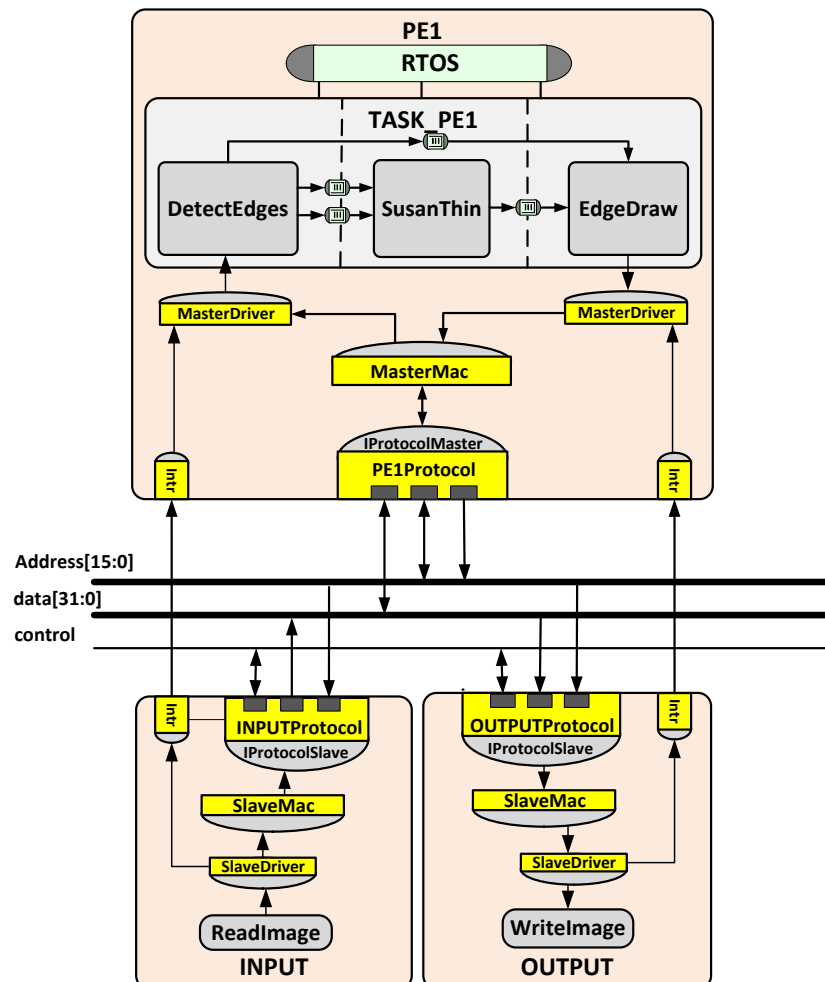 PE1
RTOS
TASK_PE1
DetectEdges
SusanThin
EdgeDraw
MasterDriver
MasterDriver
MasterMac
IProtocolMaster
PE1Protocol
Intr
Intr
Address[15:0]
data[31:0]
control
Intr
INPUTProtocol
IProtocolSlave
OUTPUTProtocol
IProtocolSlave
Intr
SlaveMac
SlaveMac
SlaveDriver
SlaveDriver
ReadImage
WriteImage
INPUT
OUTPUT